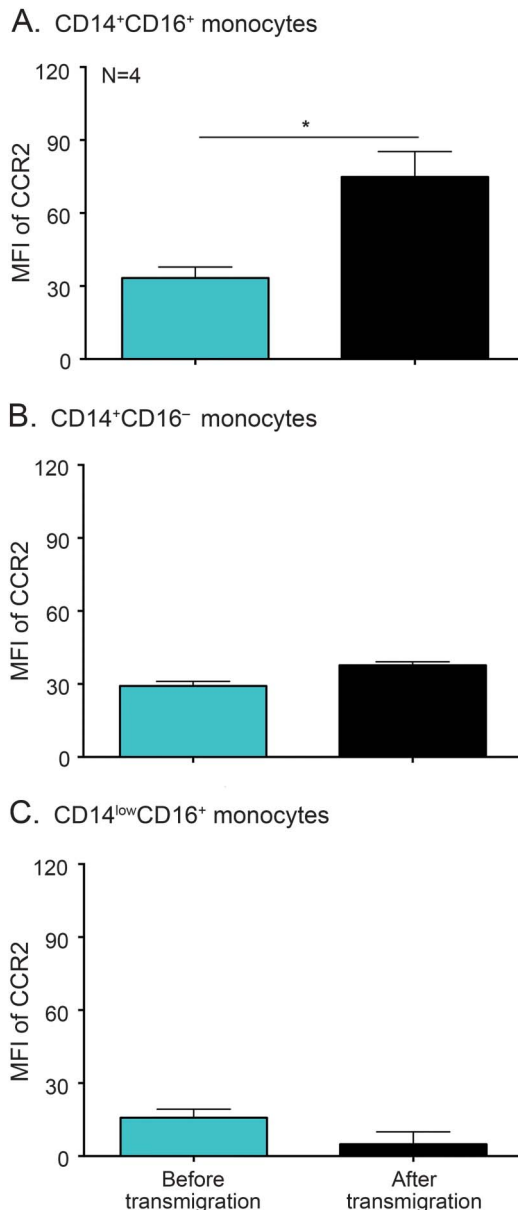 A. CD14⁺CD16⁺ monocytes
120
N=4
*
90
60
30
0
MFI of CCR2
B. CD14⁺CD16⁻ monocytes
120
90
60
30
0
MFI of CCR2
C. CD14ˡᵒʷCD16⁺ monocytes
120
90
60
30
0
MFI of CCR2
Before
transmigration
After
transmigration